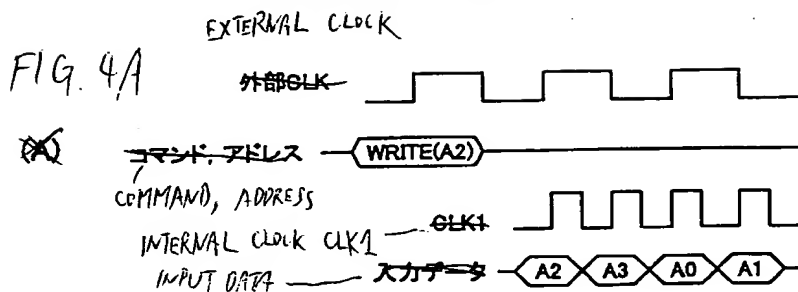 EXTERNAL CLOCK
FIG. 4A
外部CLK
(A)
コマンド, アドレス
WRITE(A2)
COMMAND, ADDRESS
CLK1
INTERNAL CLOCK CLK1
INPUT DATA
入力データ
A2 A3 A0 A1